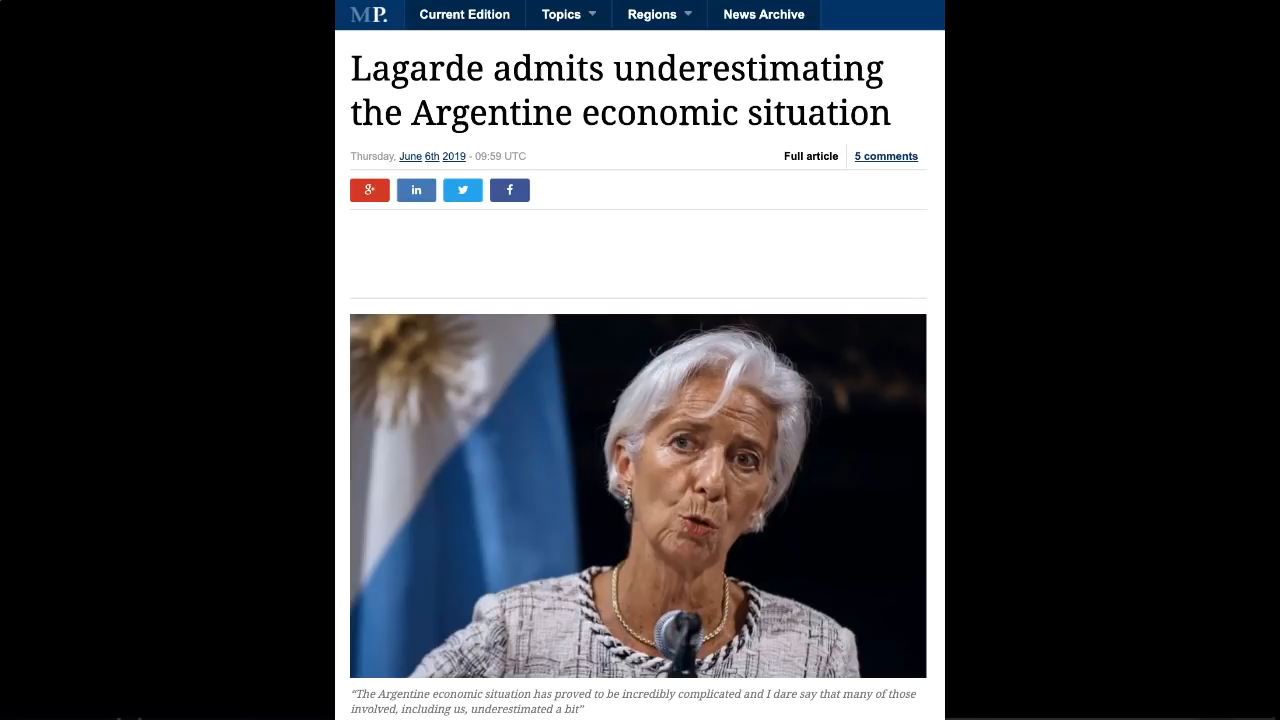 MP.
Current Edition
Topics
Regions
News Archive
Lagarde admits underestimating
the Argentine economic situation
Thursday, June 6th 2019 - 09:59 UTC
Full article
5 comments
g+
in
f
“The Argentine economic situation has proved to be incredibly complicated and I dare say that many of those
involved, including us, underestimated a bit”